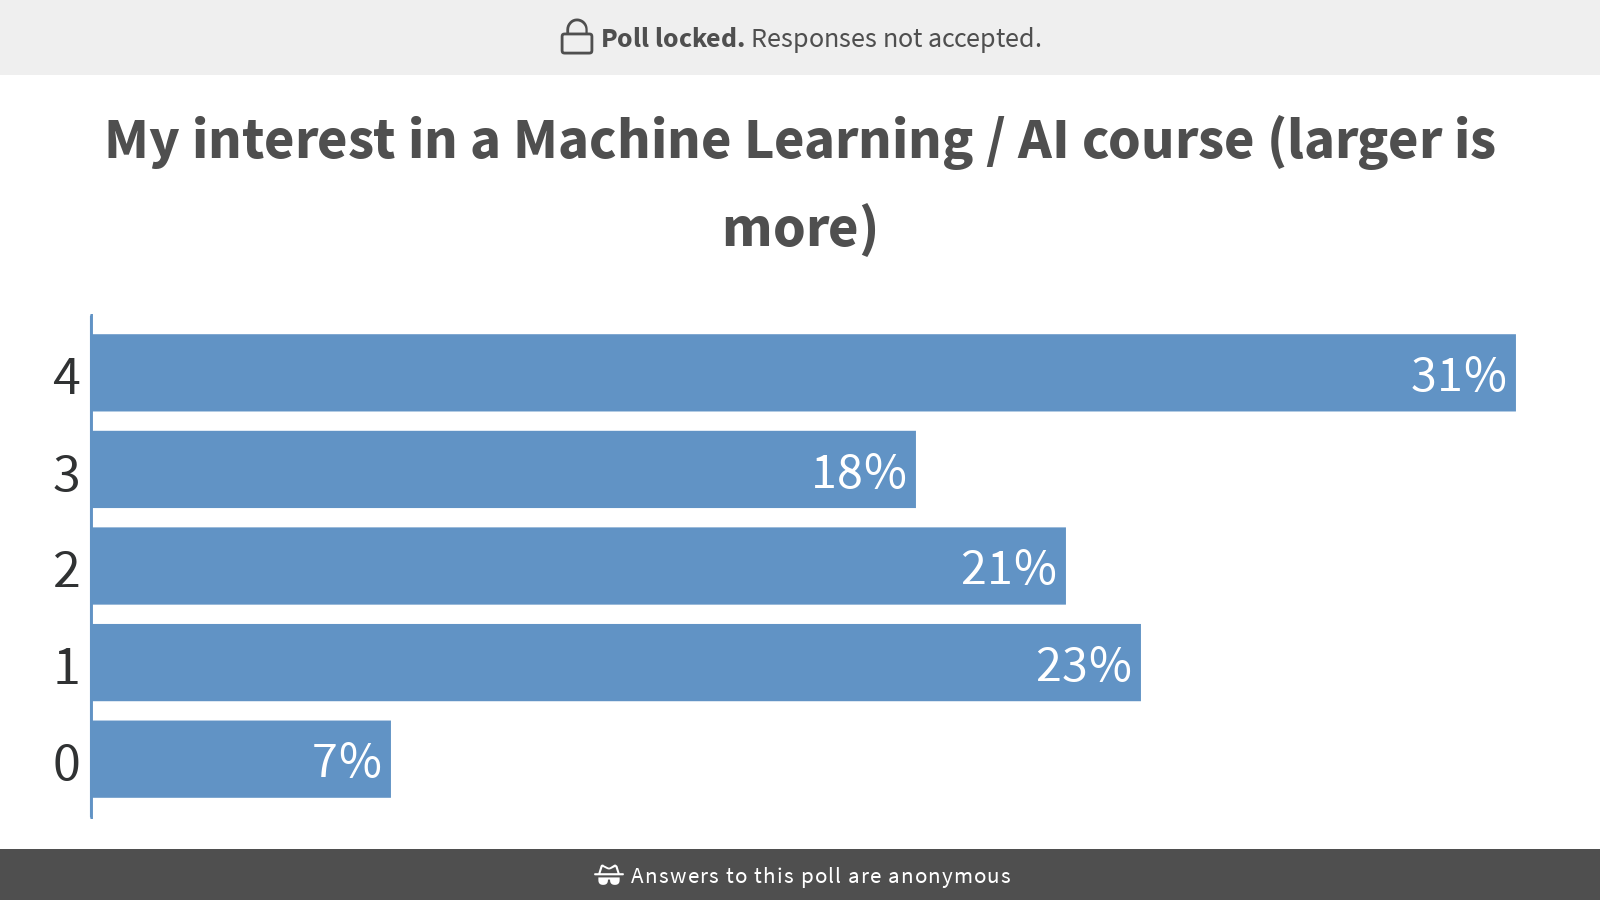 Poll locked. Responses not accepted.
My interest in a Machine Learning / AI course (larger is
more)
4 31%
3 18%
2 21%
1 23%
0 7%
Answers to this poll are anonymous